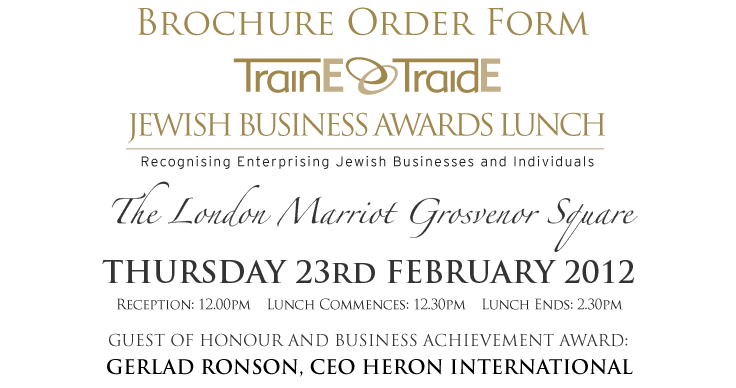 Brochure Order Form
TrainE TraidE
JEWISH BUSINESS AWARDS LUNCH
Recognising Enterprising Jewish Businesses and Individuals
The London Marriot Grosvenor Square
THURSDAY 23RD FEBRUARY 2012
Reception: 12.00pm Lunch Commences: 12.30pm Lunch Ends: 2.30pm
GUEST OF HONOUR AND BUSINESS ACHIEVEMENT AWARD:
GERLAD RONSON, CEO HERON INTERNATIONAL